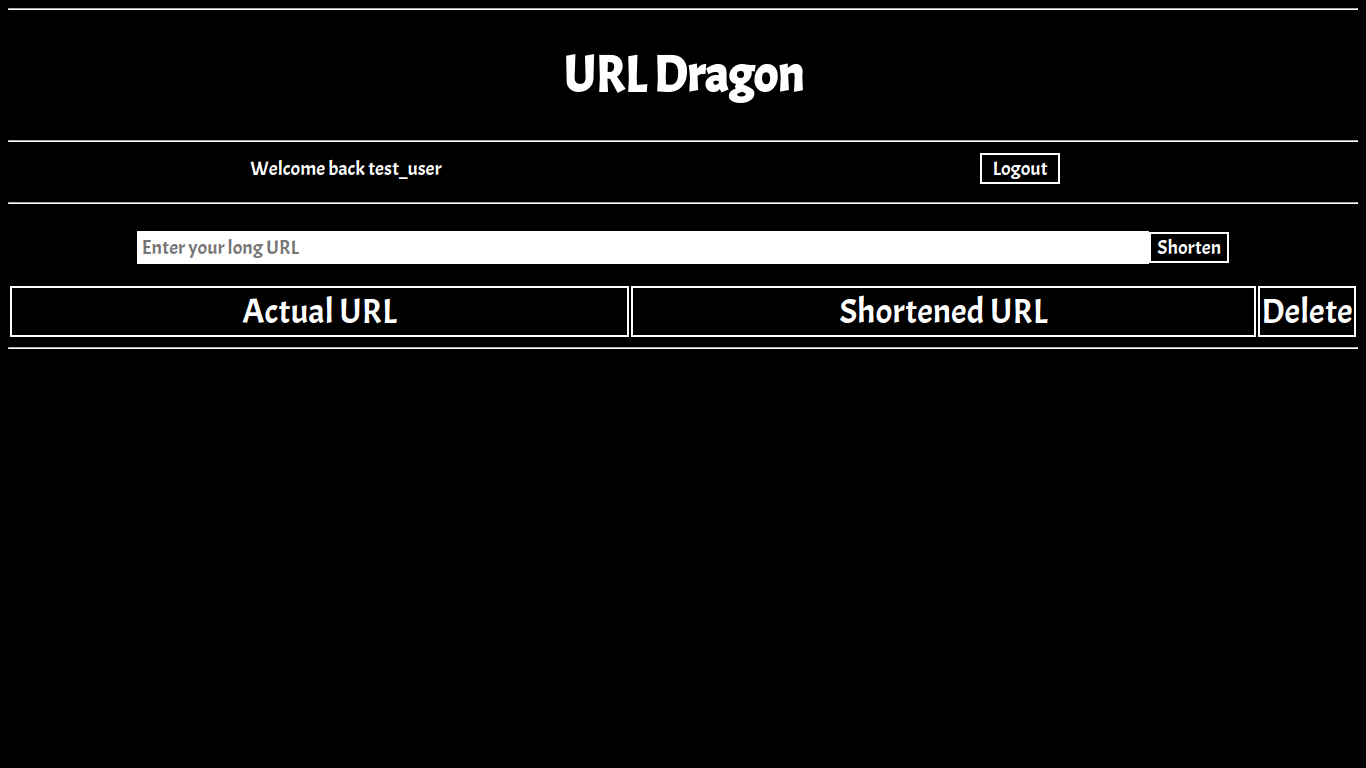 URL Dragon
Welcome back test_user
Logout
Enter your long URL
Shorten
Actual URL
Shortened URL
Delete